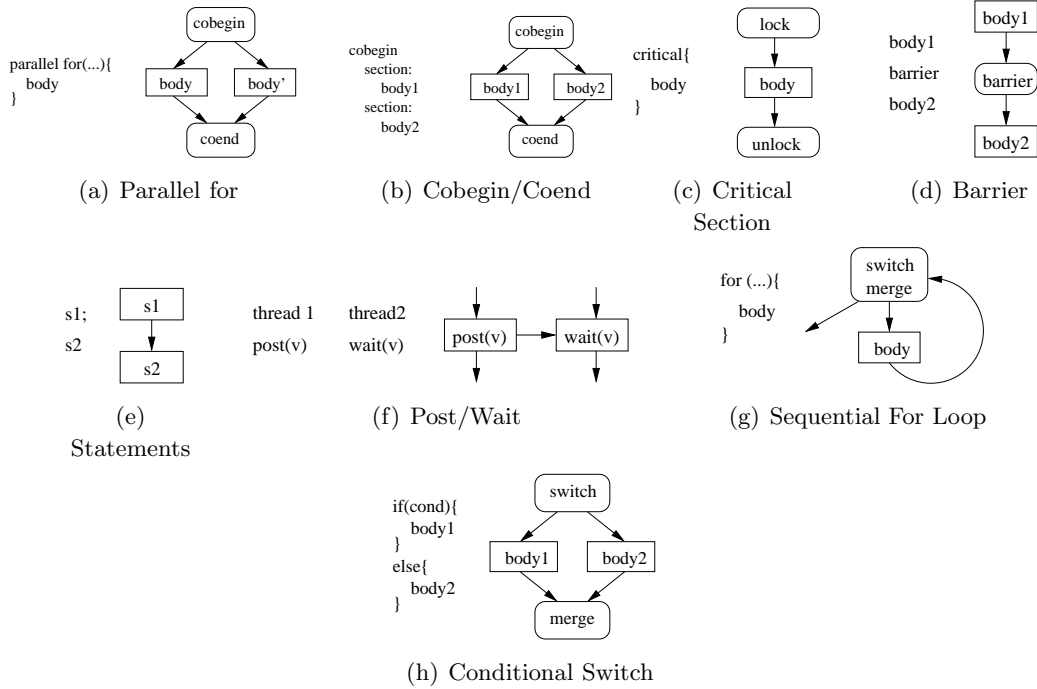 parallel for(...){
body
}
cobegin
body
body’
coend
(a) Parallel for
cobegin
section:
body1
section:
body2
cobegin
body1
body2
coend
(b) Cobegin/Coend
critical{
body
}
lock
body
unlock
(c) Critical
Section
body1
barrier
body2
body1
barrier
body2
(d) Barrier
s1;
s2
s1
s2
(e)
Statements
thread 1
post(v)
thread2
wait(v)
post(v)
wait(v)
(f) Post/Wait
for (...){
body
}
switch
merge
body
(g) Sequential For Loop
if(cond){
body1
}
else{
body2
}
switch
body1
body2
merge
(h) Conditional Switch